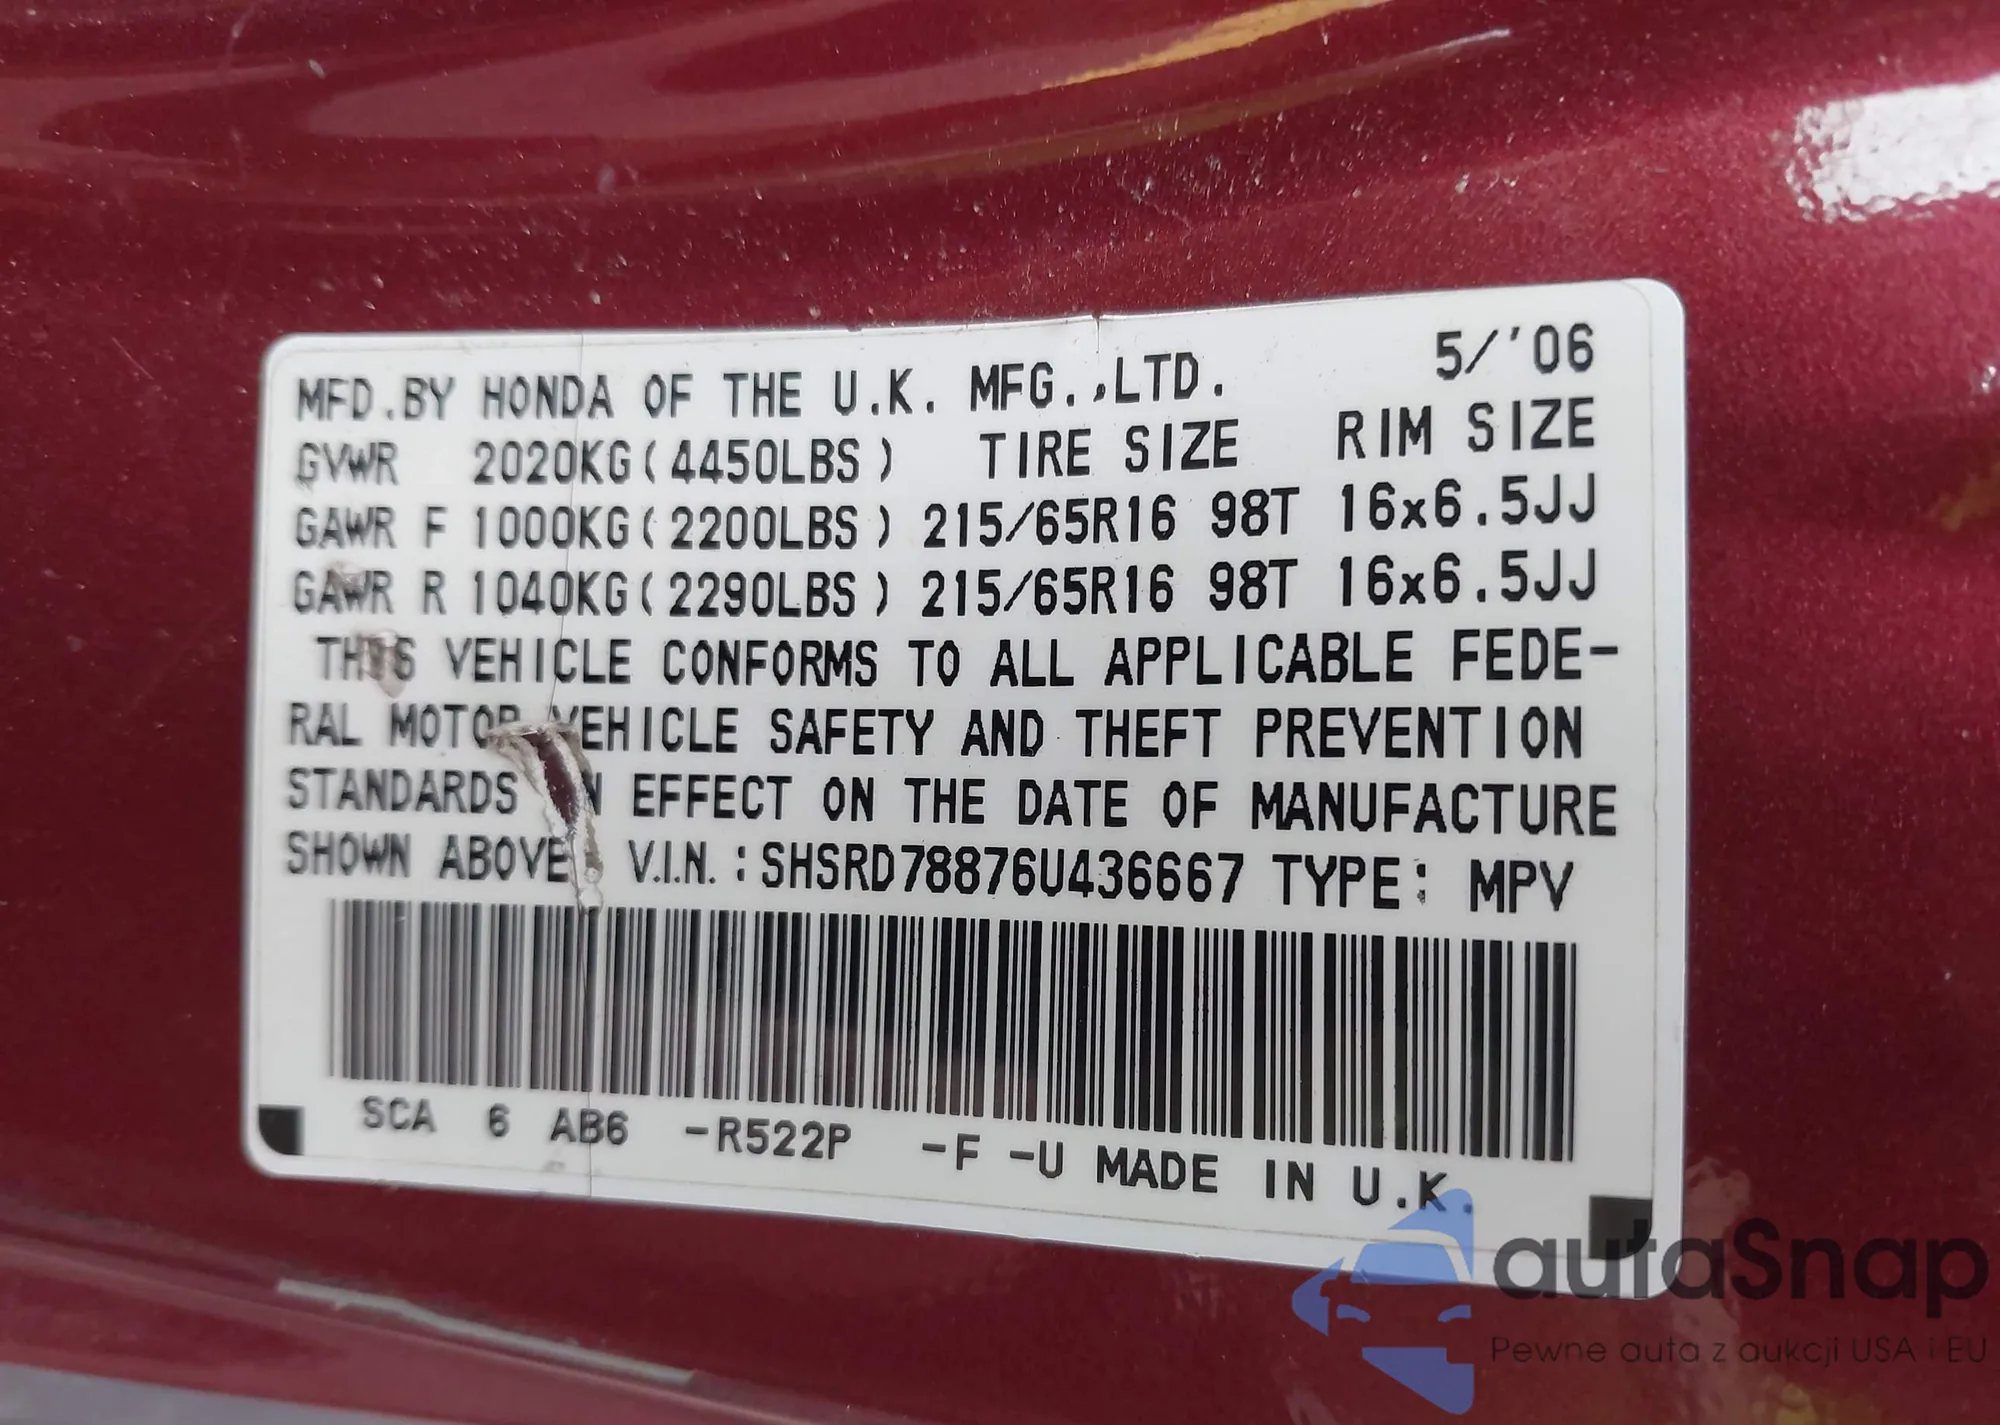 MFD.BY HONDA OF THE U.K. MFG.,LTD. 5/'06
GVWR 2020KG(4450LBS) TIRE SIZE RIM SIZE
GAWR F 1000KG(2200LBS) 215/65R16 98T 16x6.5JJ
GAWR R 1040KG(2290LBS) 215/65R16 98T 16x6.5JJ
THIS VEHICLE CONFORMS TO ALL APPLICABLE FEDE-
RAL MOTOR VEHICLE SAFETY AND THEFT PREVENTION
STANDARDS IN EFFECT ON THE DATE OF MANUFACTURE
SHOWN ABOVE V.I.N.:SHSRD78876U436667 TYPE: MPV
SCA 6 AB6 -R522P -F -U MADE IN U.K.
autaSnap
Pewne auta z aukcji USA i EU